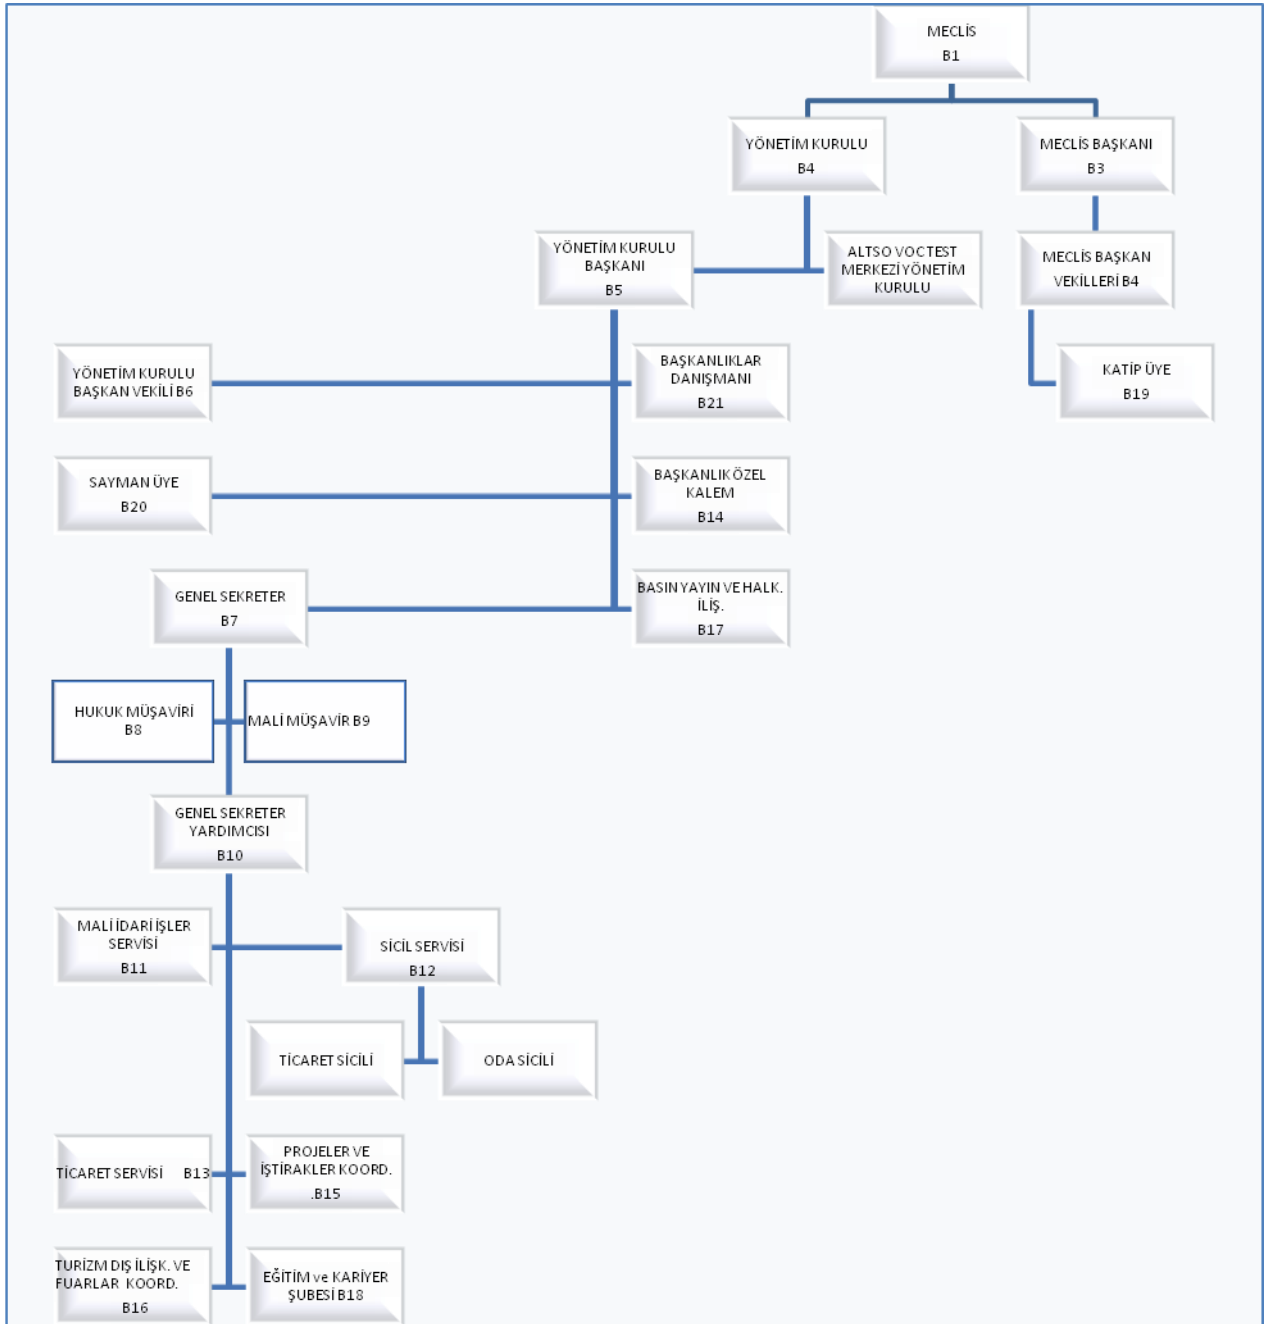 MECLİS
B1
YÖNETİM KURULU
B4
MECLİS BAŞKANI
B3
YÖNETİM KURULU
BAŞKANI
B5
ALTSO VOC TEST
MERKEZİ YÖNETİM
KURULU
MECLİS BAŞKAN
VEKİLLERİ B4
YÖNETİM KURULU
BAŞKAN VEKİLİ B6
BAŞKANLIKLAR
DANIŞMANI
B21
KATİP ÜYE
B19
SAYMAN ÜYE
B20
BAŞKANLIK ÖZEL
KALEM
B14
GENEL SEKRETER
B7
BASIN YAYIN VE HALK.
İLİŞ.
B17
HUKUK MÜŞAVİRİ
B8
MALİ MÜŞAVİR B9
GENEL SEKRETER
YARDIMCISI
B10
MALİ İDARİ İŞLER
SERVİSİ
B11
SİCİL SERVİSİ
B12
TİCARET SİCİLİ
ODA SİCİLİ
TİCARET SERVİSİ B13
PROJELER VE
İŞTİRAKLER KOORD.
.B15
TURİZM DIŞ İLİŞK. VE
FUARLAR KOORD.
B16
EĞİTİM ve KARİYER
ŞUBESİ B18